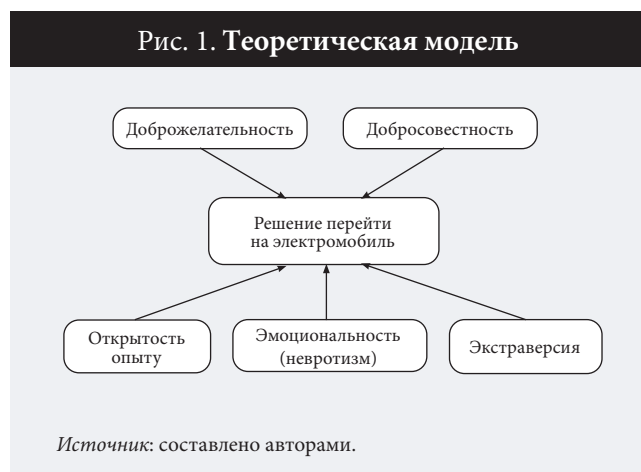 Рис. 1. Теоретическая модель
Доброжелательность
Добросовестность
Решение перейти
на электромобиль
Открытость
опыту
Эмоциональность
(невротизм)
Экстраверсия
Источник: составлено авторами.